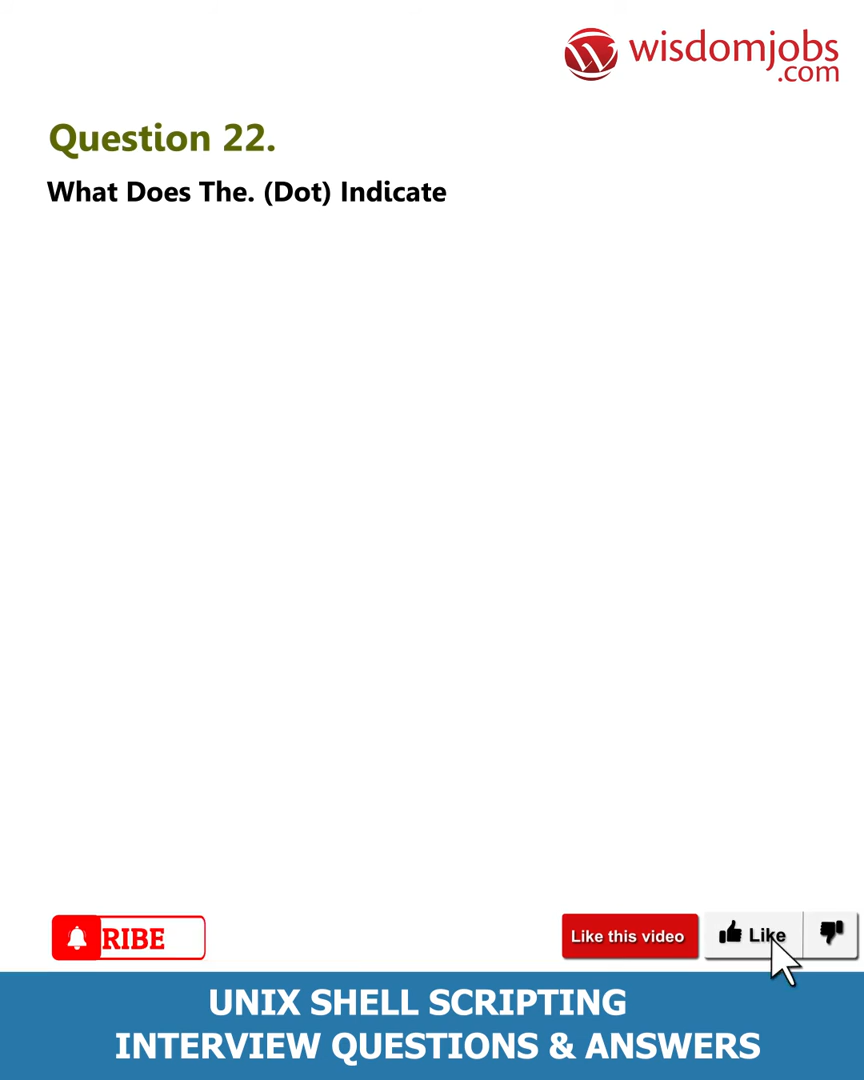 wisdomjobs
.com
Question 22.
What Does The. (Dot) Indicate
RIBE
Like this video
Like
UNIX SHELL SCRIPTING
INTERVIEW QUESTIONS & ANSWERS